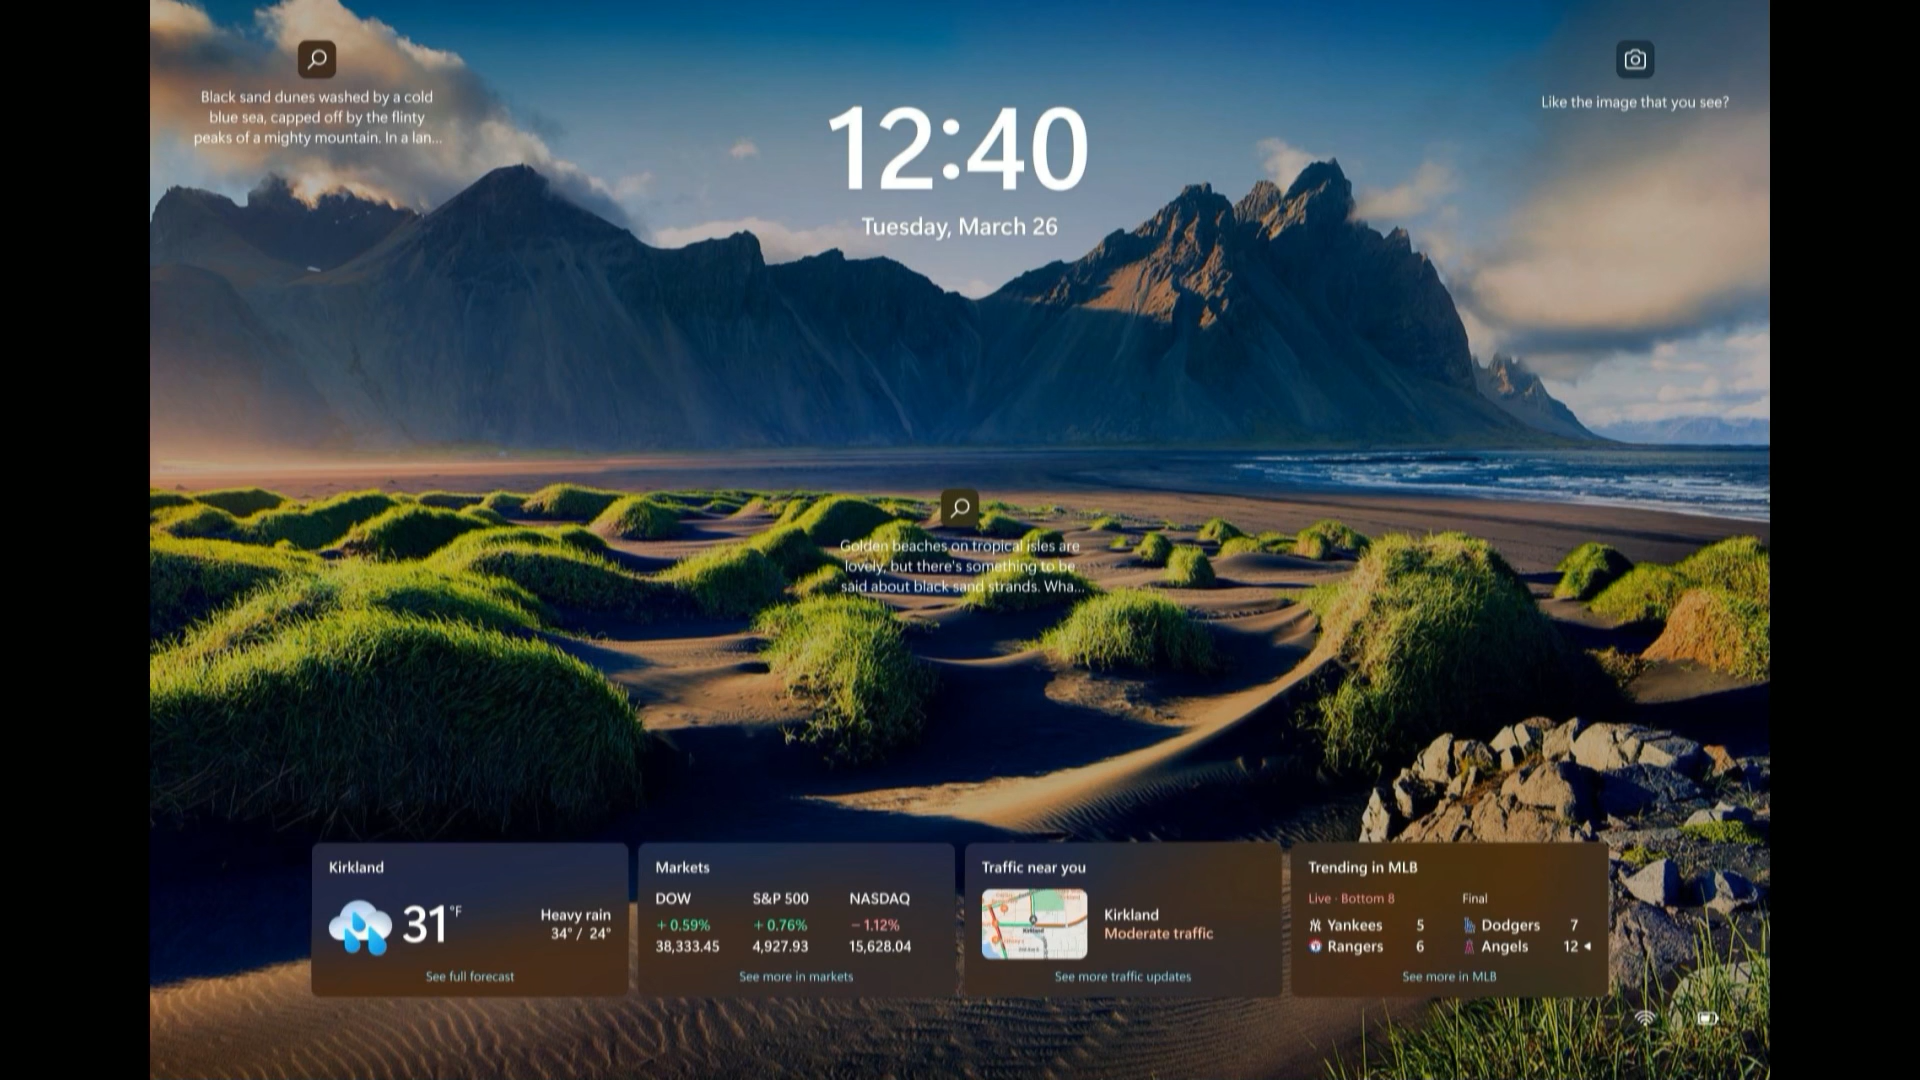 Black sand dunes washed by a cold
blue sea, capped off by the flinty
peaks of a mighty mountain. In a lan...
Like the image that you see?
12:40
Tuesday, March 26
Golden beaches on tropical isles are
lovely, but there's something to be
said about black sand strands. Wha...
Kirkland
31 °F
Heavy rain
34° / 24°
See full forecast
Markets
DOW S&P 500 NASDAQ
+0.59% +0.76% −1.12%
38,333.45 4,927.93 15,628.04
See more in markets
Traffic near you
Kirkland
Kirkland
Moderate traffic
See more traffic updates
Trending in MLB
Live · Bottom 8 Final
Yankees 5 Dodgers 7
Rangers 6 Angels 12
See more in MLB